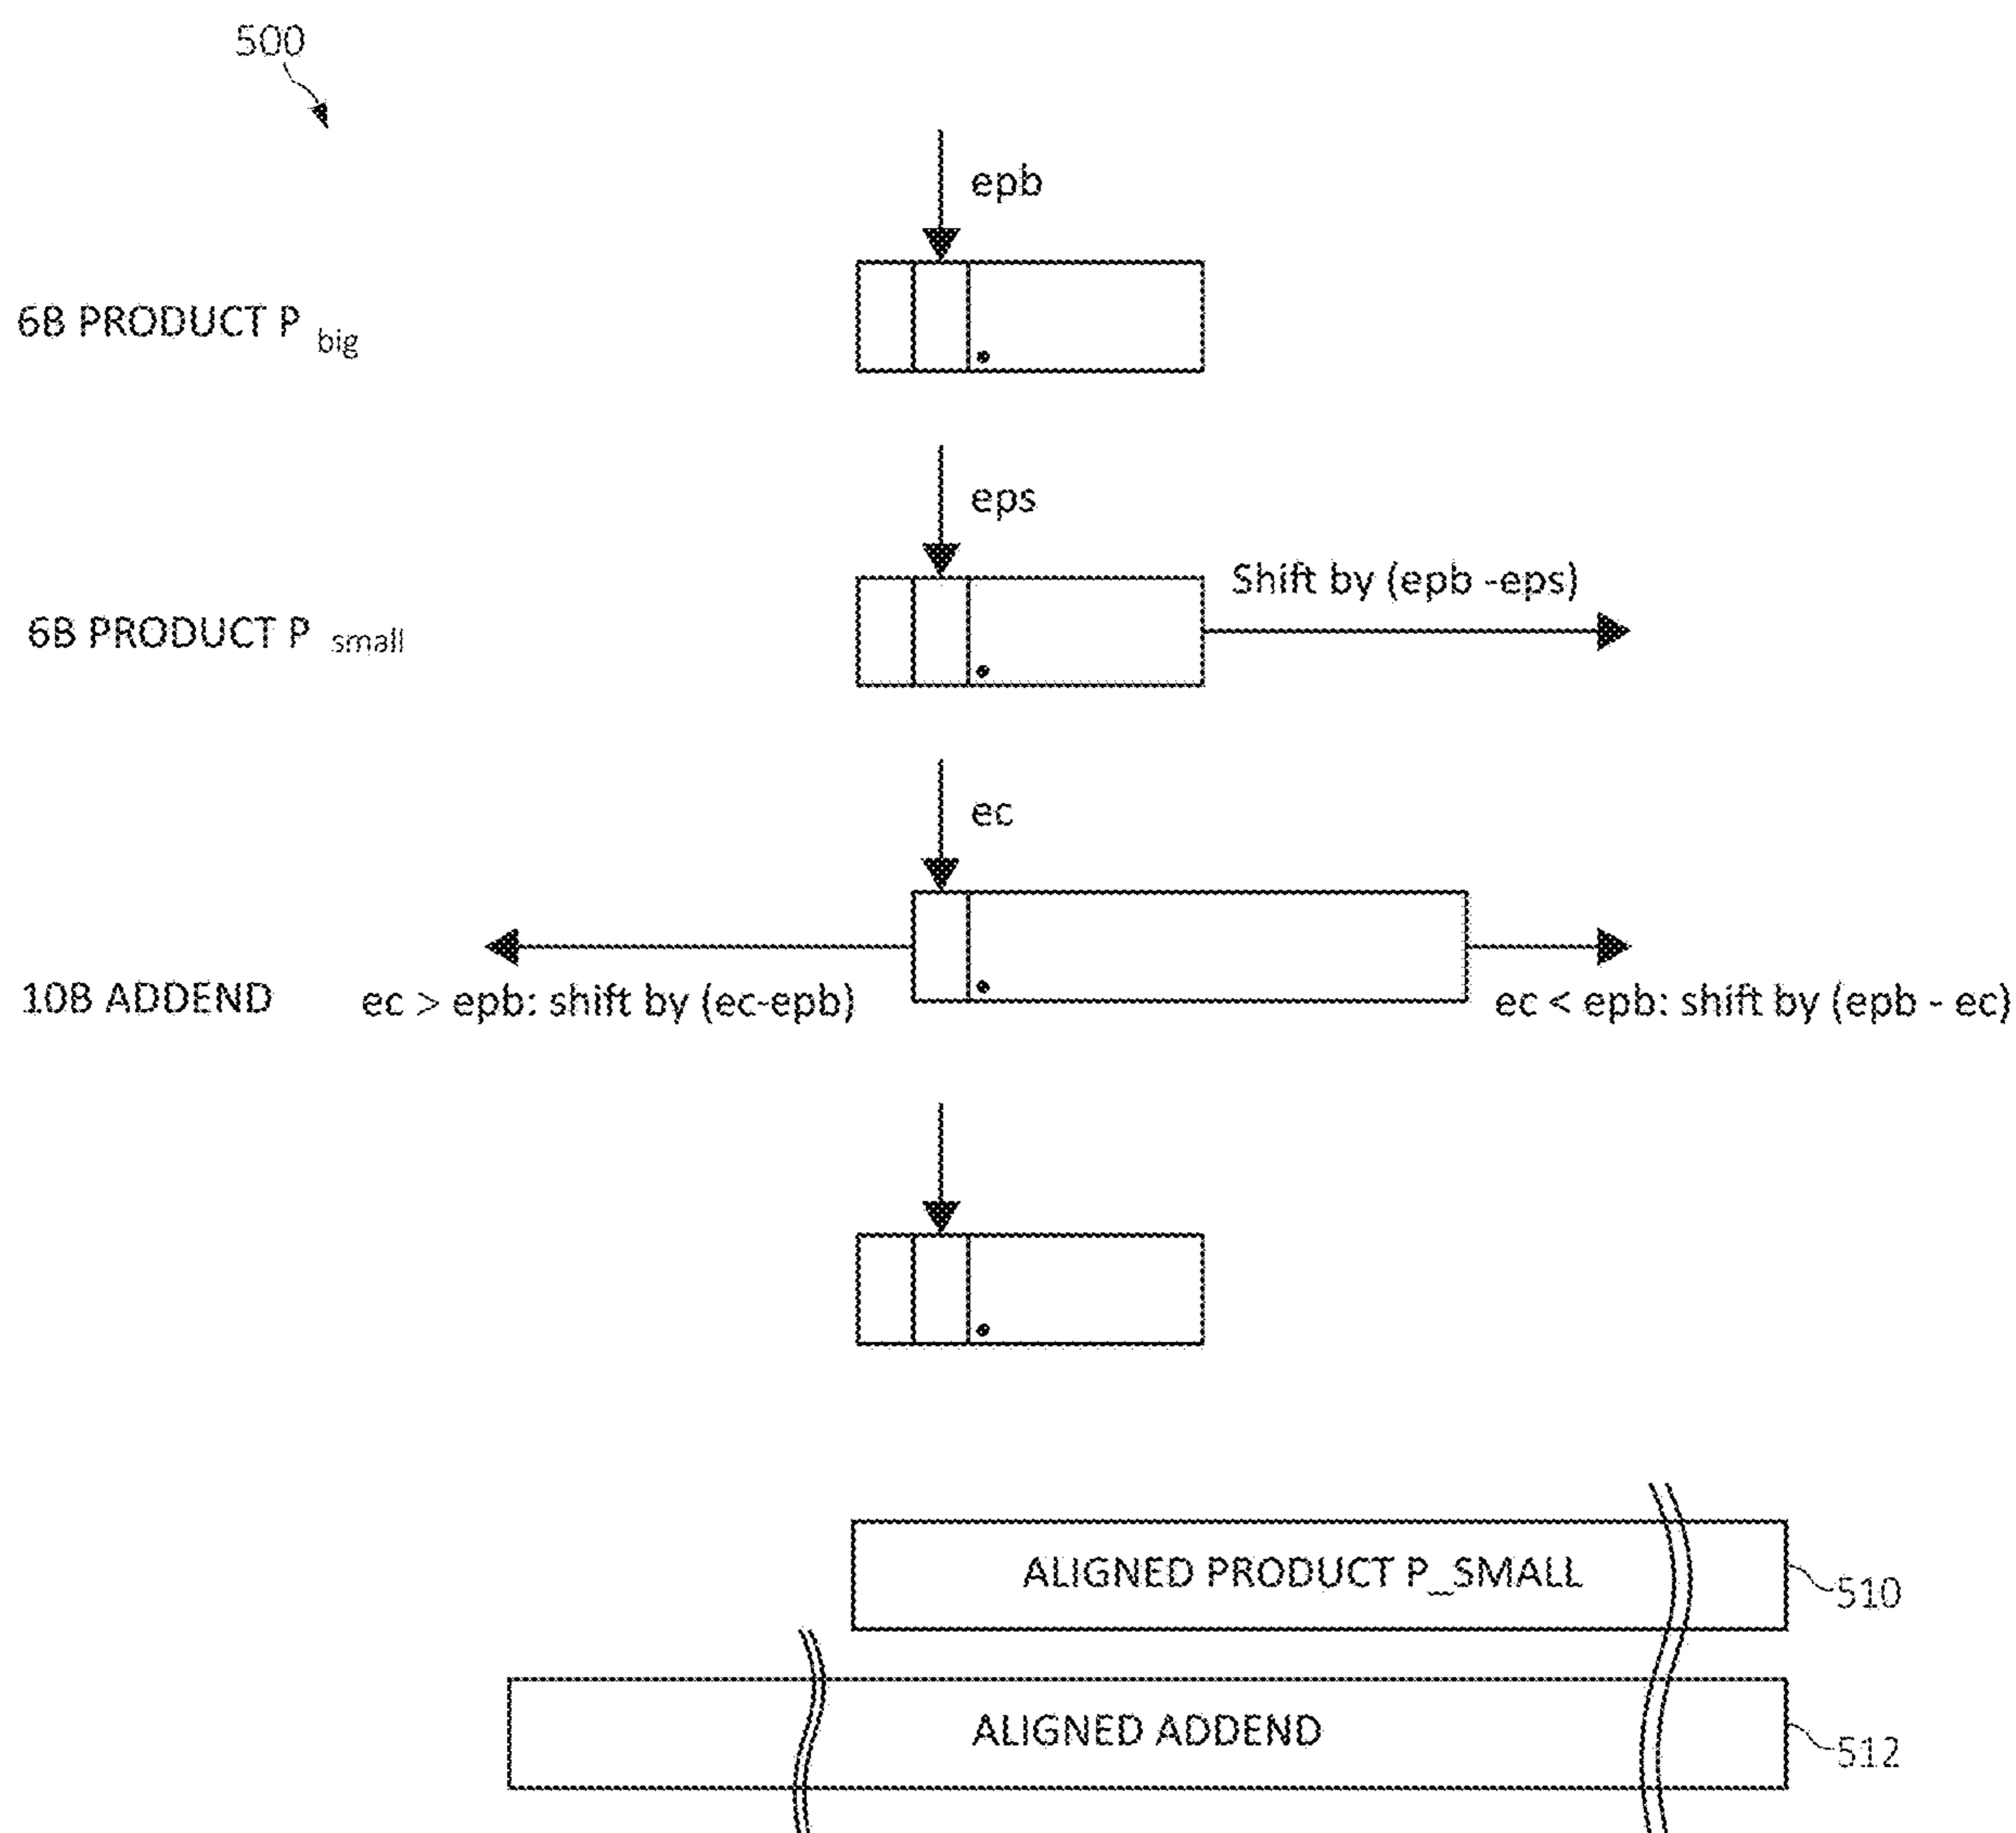 500
epb
6B PRODUCT P big
eps
Shift by (epb -eps)
6B PRODUCT P small
ec
10B ADDEND
ec > epb: shift by (ec-epb)
ec < epb: shift by (epb - ec)
ALIGNED PRODUCT P_SMALL
510
ALIGNED ADDEND
512